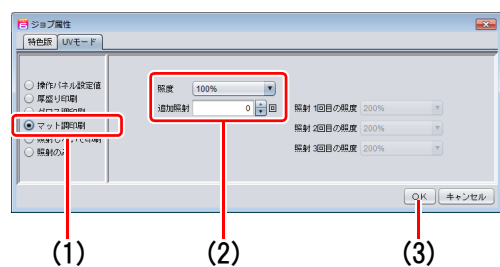 ジョブ属性
特色版 UVモード
操作パネル設定値
厚盛り印刷
マット調印刷
照度 100%
追加照射 0 回
照射 1回目の照度 200%
照射 2回目の照度 200%
照射 3回目の照度 200%
OK キャンセル
(1) (2) (3)